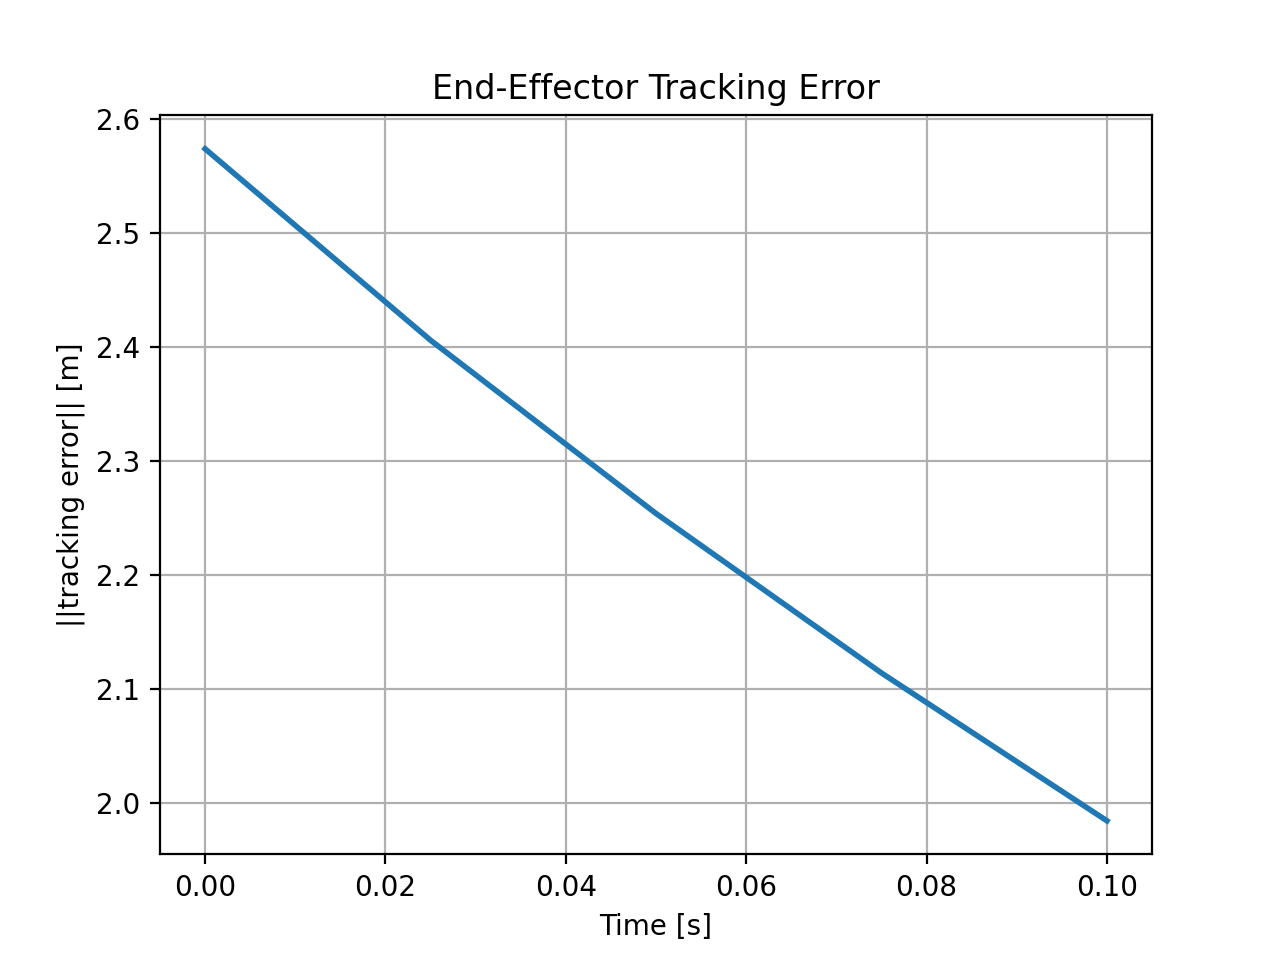 End-Effector Tracking Error
||tracking error|| [m]
2.6
2.5
2.4
2.3
2.2
2.1
2.0
0.00 0.02 0.04 0.06 0.08 0.10
Time [s]